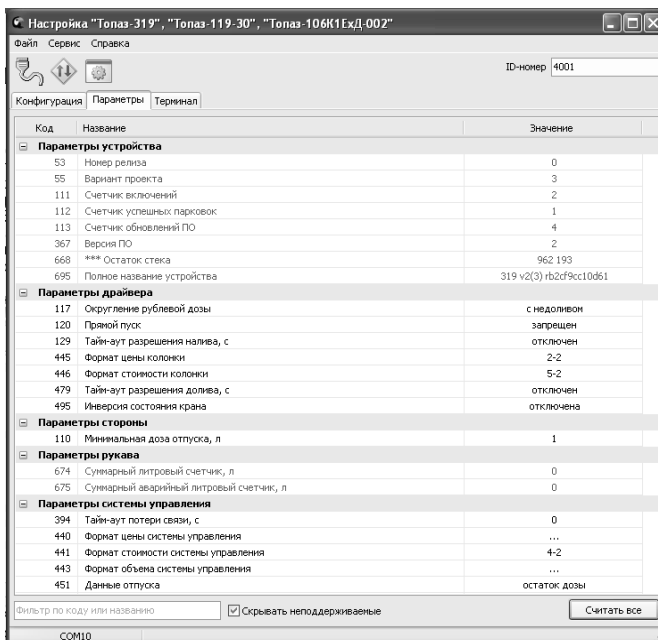 Настройка "Топаз-319", "Топаз-119-30", "Топаз-106К1ЕхД-002"
Файл Сервис Справка
ID-номер 4001
Конфигурация Параметры Терминал
Код Название Значение
Параметры устройства
53 Номер релиза 0
55 Вариант проекта 3
111 Счетчик включений 2
112 Счетчик успешных парковок 1
113 Счетчик обновлений ПО 4
367 Версия ПО 2
668 *** Остаток стека 962 193
695 Полное название устройства 319 v2(3) rb2cf9cc10d61
Параметры драйвера
117 Округление рублевой дозы с недоливом
120 Прямой пуск запрещен
129 Тайм-аут разрешения налива, с отключен
445 Формат цены колонки 2-2
446 Формат стоимости колонки 5-2
479 Тайм-аут разрешения долива, с отключен
495 Инверсия состояния крана отключена
Параметры стороны
110 Минимальная доза отпуска, л 1
Параметры рукава
674 Суммарный литровый счетчик, л 0
675 Суммарный аварийный литровый счетчик, л 0
Параметры системы управления
394 Тайм-аут потери связи, с 0
440 Формат цены системы управления ...
441 Формат стоимости системы управления 4-2
443 Формат объема системы управления ...
451 Данные отпуска остаток дозы
Фильтр по коду или названию Скрывать неподдерживаемые Считать все
COM10